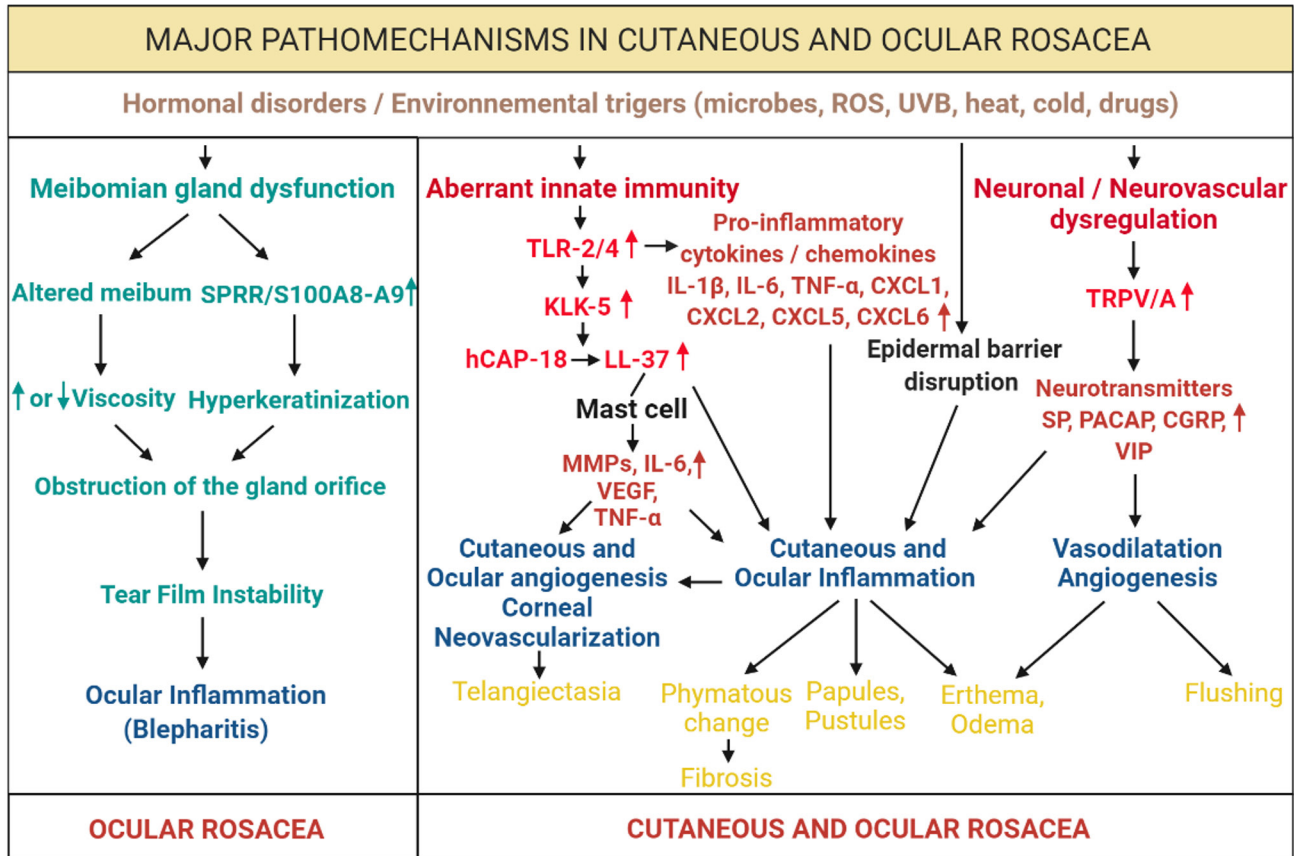 MAJOR PATHOMECHANISMS IN CUTANEOUS AND OCULAR ROSACEA
Hormonal disorders / Environnemental trigers (microbes, ROS, UVB, heat, cold, drugs)
Meibomian gland dysfunction
Altered meibum
SPRR/S100A8-A9↑
↑ or ↓ Viscosity
Hyperkeratinization
Obstruction of the gland orifice
Tear Film Instability
Ocular Inflammation
(Blepharitis)
OCULAR ROSACEA
Aberrant innate immunity
TLR-2/4 ↑
KLK-5 ↑
hCAP-18
LL-37 ↑
Mast cell
MMPs, IL-6, ↑
VEGF,
TNF-α
Pro-inflammatory
cytokines / chemokines
IL-1β, IL-6, TNF-α, CXCL1,
CXCL2, CXCL5, CXCL6 ↑
Epidermal barrier
disruption
Neuronal / Neurovascular
dysregulation
TRPV/A ↑
Neurotransmitters
SP, PACAP, CGRP, ↑
VIP
Cutaneous and
Ocular angiogenesis
Corneal
Neovascularization
Cutaneous and
Ocular Inflammation
Vasodilatation
Angiogenesis
Telangiectasia
Phymatous
change
Fibrosis
Papules,
Pustules
Erthema,
Odema
Flushing
CUTANEOUS AND OCULAR ROSACEA